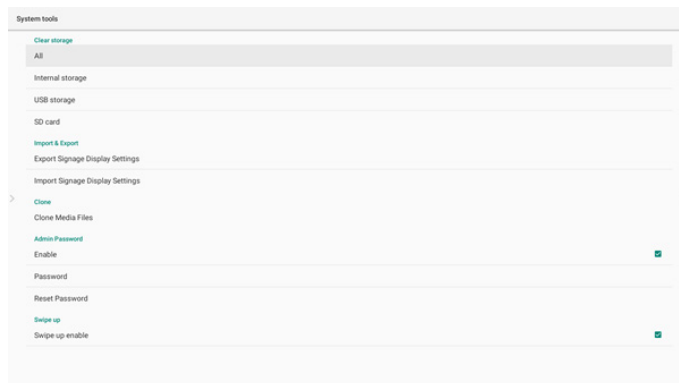 System tools
Clear storage
All
Internal storage
USB storage
SD card
Import & Export
Export Signage Display Settings
Import Signage Display Settings
Clone
Clone Media Files
Admin Password
Enable
Password
Reset Password
Swipe up
Swipe up enable